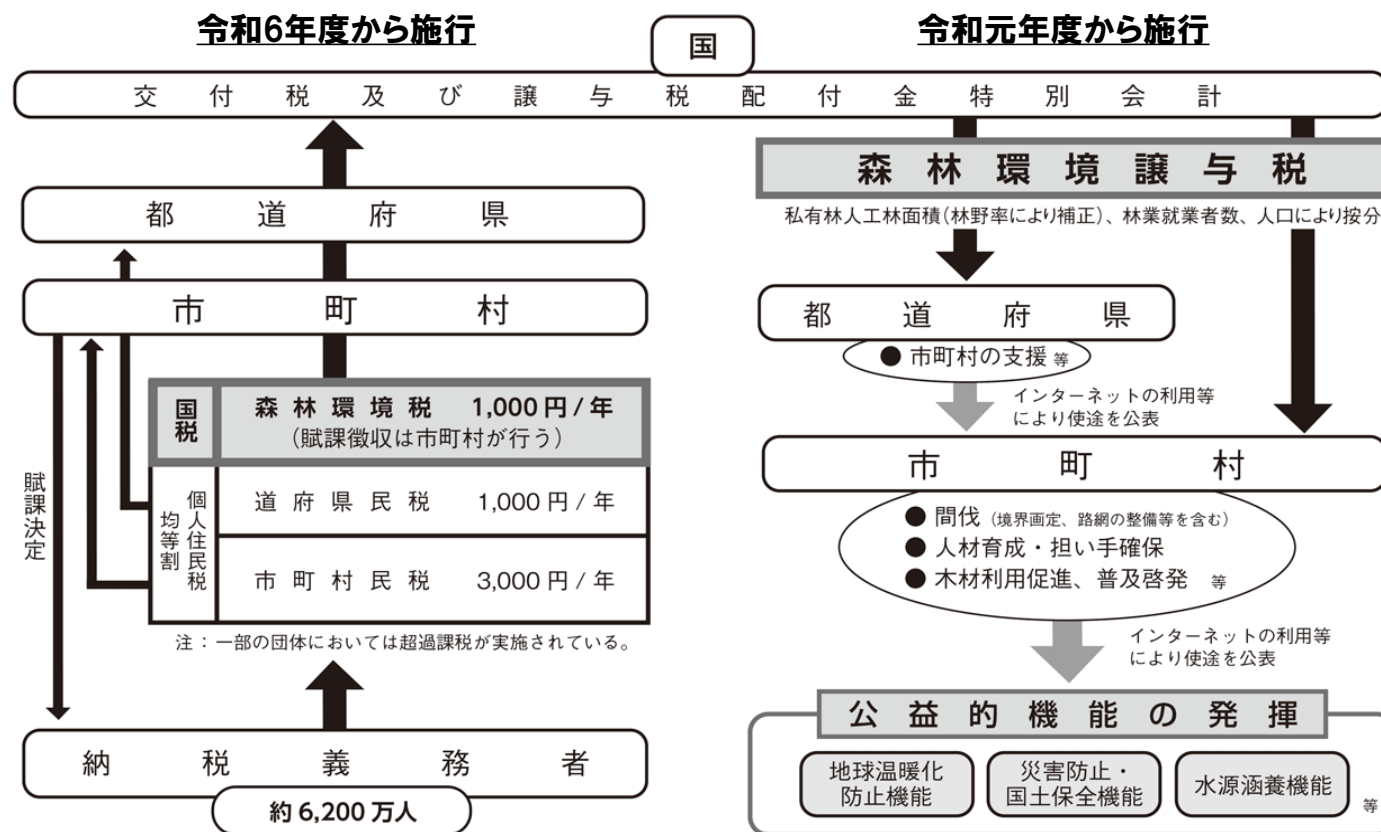 令和6年度から施行
国
令和元年度から施行
交付税及び譲与税配付金特別会計
都道府県
市町村
国税
森林環境税 1,000円/年
(賦課徴収は市町村が行う)
個人住民税
均等割
道府県民税 1,000円/年
市町村民税 3,000円/年
賦課決定
注:一部の団体においては超過課税が実施されている。
納税義務者
約6,200万人
森林環境譲与税
私有林人工林面積(林野率により補正)、林業就業者数、人口により按分
都道府県
●市町村の支援 等
インターネットの利用等
により使途を公表
市町村
●間伐(境界画定、路網の整備等を含む)
●人材育成・担い手確保
●木材利用促進、普及啓発 等
インターネットの利用等
により使途を公表
公益的機能の発揮
地球温暖化
防止機能
災害防止・
国土保全機能
水源涵養機能
等